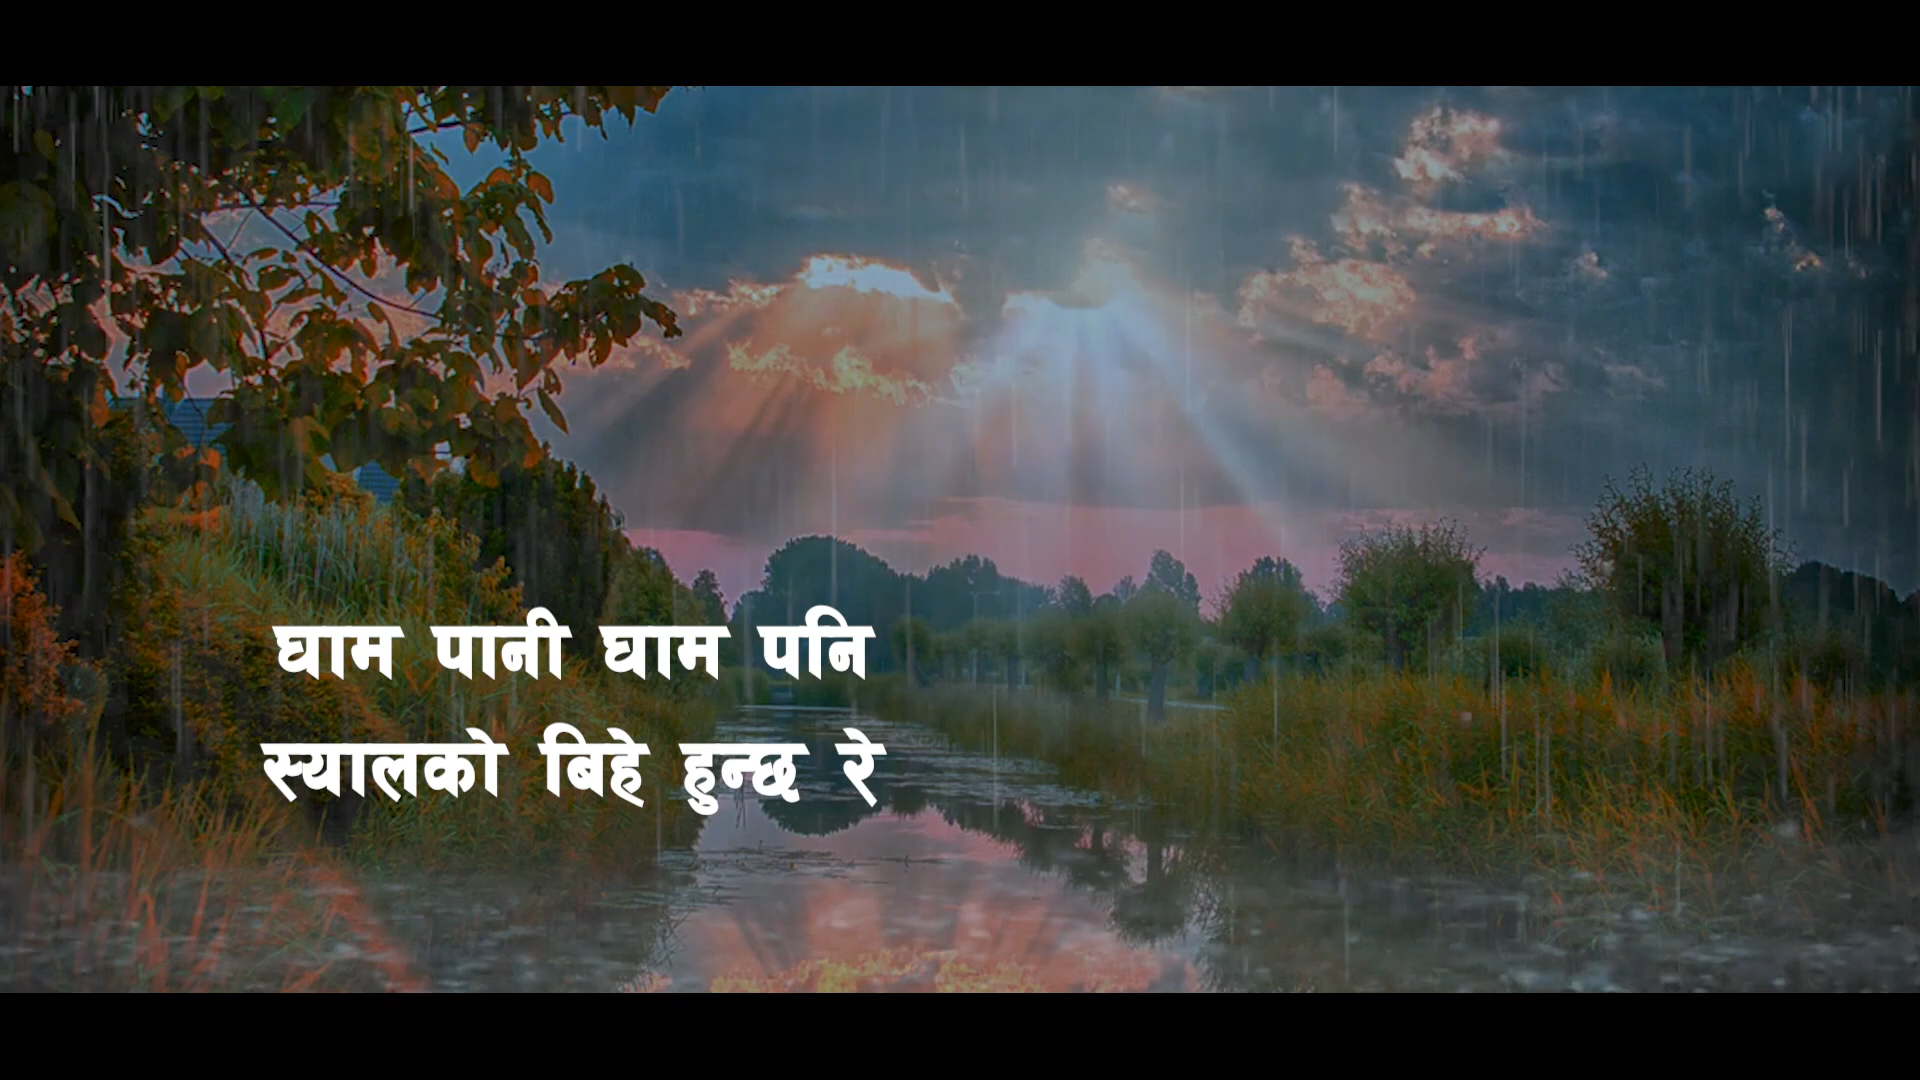 घाम पानी घाम पनि
स्यालको बिहे हुन्छ रे